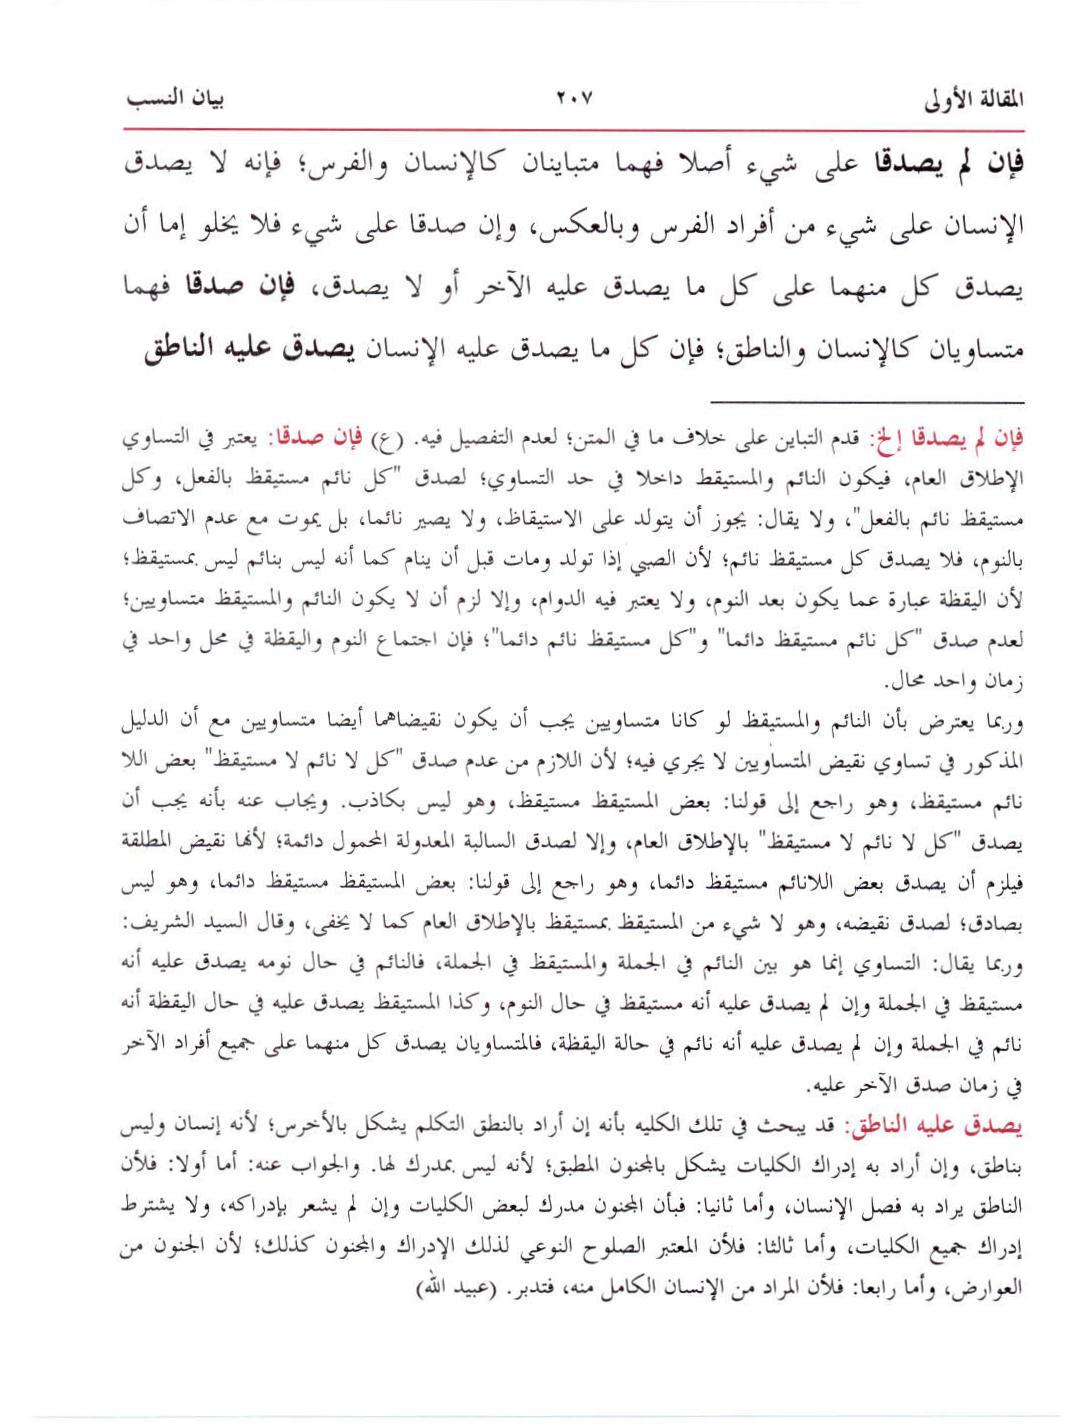 المقالة الأولى ٢٠٧ بيان النسب
فإن لم يصدقا على شيء أصلا فهما متباينان كالإنسان والفرس؛ فإنه لا يصدق
الإنسان على شيء من أفراد الفرس وبالعكس، وإن صدقا على شيء فلا يخلو إما أن
يصدق كل منهما على كل ما يصدق عليه الآخر أو لا يصدق، فإن صدقا فهما
متساويان كالإنسان والناطق؛ فإن كل ما يصدق عليه الإنسان يصدق عليه الناطق
فإن لم يصدقا إلخ: قدم التباين على خلاف ما في المتن؛ لعدم التفصيل فيه. (ع) فإن صدقا: يعتبر في التساوي
الإطلاق العام، فيكون النائم والمستيقط داخلا في حد التساوي؛ لصدق "كل نائم مستيقظ بالفعل، وكل
مستيقظ نائم بالفعل"، ولا يقال: يجوز أن يتولد على الاستيقاظ، ولا يصير نائما، بل يموت مع عدم الاتصاف
بالنوم، فلا يصدق كل مستيقظ نائم؛ لأن الصبي إذا تولد ومات قبل أن ينام كما أنه ليس بنائم ليس بمستيقظ؛
لأن اليقظة عبارة عما يكون بعد النوم، ولا يعتبر فيه الدوام، وإلا لزم أن لا يكون النائم والمستيقظ متساويين؛
لعدم صدق "كل نائم مستيقظ دائما" و"كل مستيقظ نائم دائما"؛ فإن اجتماع النوم واليقظة في محل واحد في
زمان واحد محال.
وربما يعترض بأن النائم والمستيقظ لو كانا متساويين يجب أن يكون نقيضاهما أيضا متساويين مع أن الدليل
المذكور في تساوي نقيض المتساويين لا يجري فيه؛ لأن اللازم من عدم صدق "كل لا نائم لا مستيقظ" بعض اللا
نائم مستيقظ، وهو راجع إلى قولنا: بعض المستيقظ مستيقظ، وهو ليس بكاذب. ويجاب عنه بأنه يجب أن
يصدق "كل لا نائم لا مستيقظ" بالإطلاق العام، وإلا لصدق السالبة المعدولة المحمول دائمة؛ لأنها نقيض المطلقة
فيلزم أن يصدق بعض اللانائم مستيقظ دائما، وهو راجع إلى قولنا: بعض المستيقظ مستيقظ دائما، وهو ليس
بصادق؛ لصدق نقيضه، وهو لا شيء من المستيقظ بمستيقظ بالإطلاق العام كما لا يخفى، وقال السيد الشريف:
وربما يقال: التساوي إنما هو بين النائم في الجملة والمستيقظ في الجملة، فالنائم في حال نومه يصدق عليه أنه
مستيقظ في الجملة وإن لم يصدق عليه أنه مستيقظ في حال النوم، وكذا المستيقظ يصدق عليه في حال اليقظة أنه
نائم في الجملة وإن لم يصدق عليه أنه نائم في حالة اليقظة، فالمتساويان يصدق كل منهما على جميع أفراد الآخر
في زمان صدق الآخر عليه.
يصدق عليه الناطق: قد يبحث في تلك الكليه بأنه إن أراد بالنطق التكلم يشكل بالأخرس؛ لأنه إنسان وليس
بناطق، وإن أراد به إدراك الكليات يشكل بالمجنون المطبق؛ لأنه ليس بمدرك لها. والجواب عنه: أما أولا: فلأن
الناطق يراد به فصل الإنسان، وأما ثانيا: فبأن المجنون مدرك لبعض الكليات وإن لم يشعر بإدراكه، ولا يشترط
إدراك جميع الكليات، وأما ثالثا: فلأن المعتبر الصلوح النوعي لذلك الإدراك والمجنون كذلك؛ لأن الجنون من
العوارض، وأما رابعا: فلأن المراد من الإنسان الكامل منه، فتدبر. (عبيد الله)